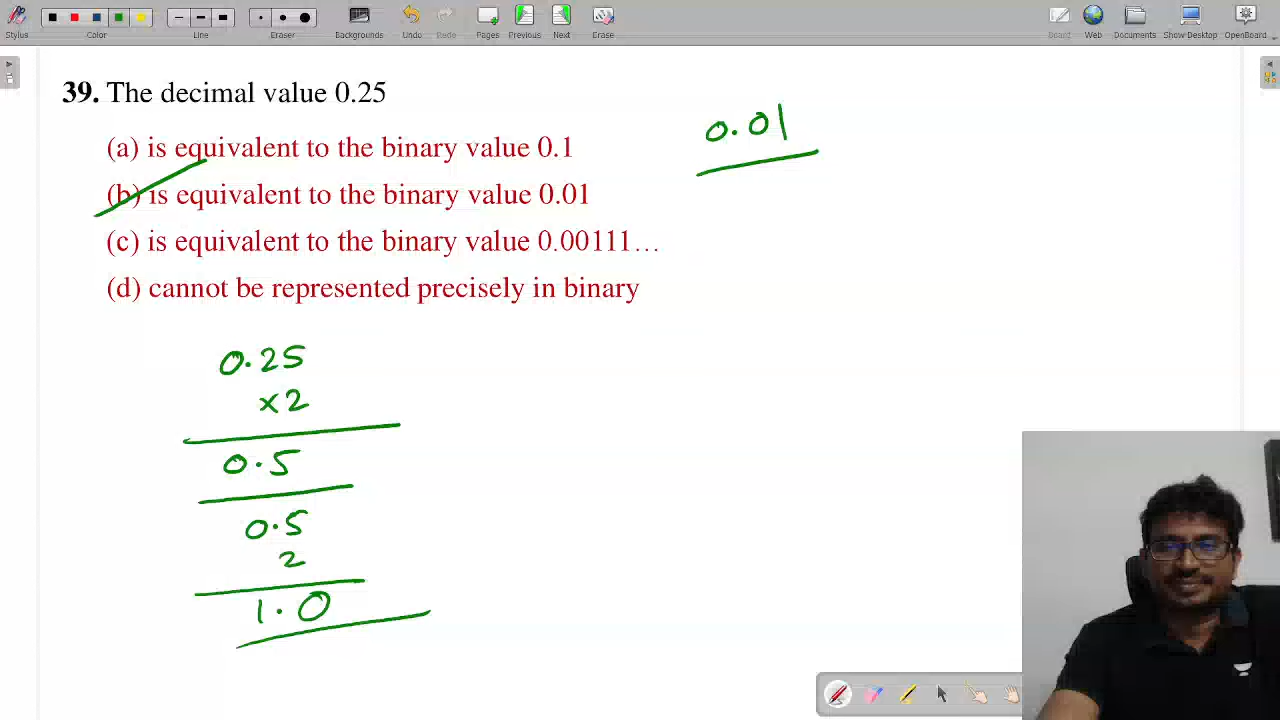 Stylus Color Line Eraser Backgrounds Undo Redo Pages Previous Next Erase Board Web Documents Show Desktop OpenBoard
39. The decimal value 0.25
(a) is equivalent to the binary value 0.1
(b) is equivalent to the binary value 0.01
(c) is equivalent to the binary value 0.00111...
(d) cannot be represented precisely in binary
0.01
0.25
×2
0.5
0.5
2
1.0